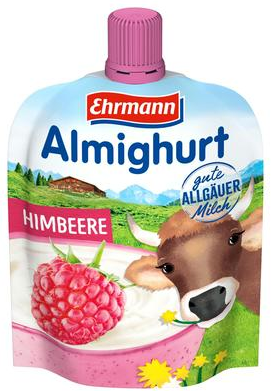 Ehrmann
Almighurt
gute
ALLGÄUER
Milch
HIMBEERE